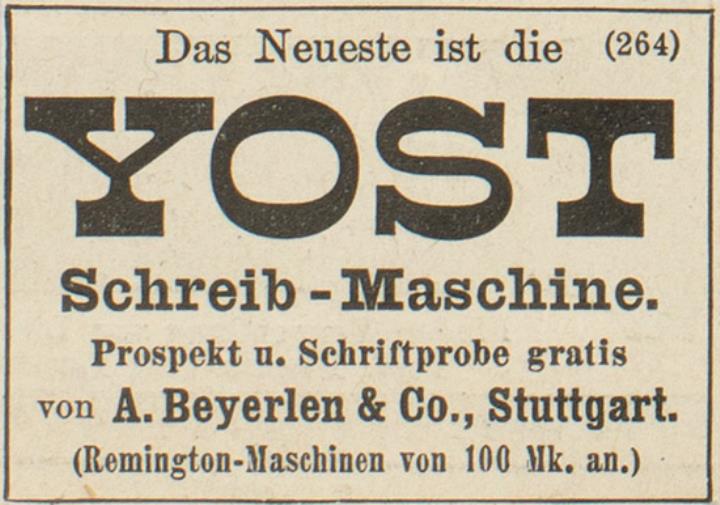 Das Neueste ist die (264)
YOST
Schreib-Maschine.
Prospekt u. Schriftprobe gratis
von A. Beyerlen & Co., Stuttgart.
(Remington-Maschinen von 100 Mk. an.)